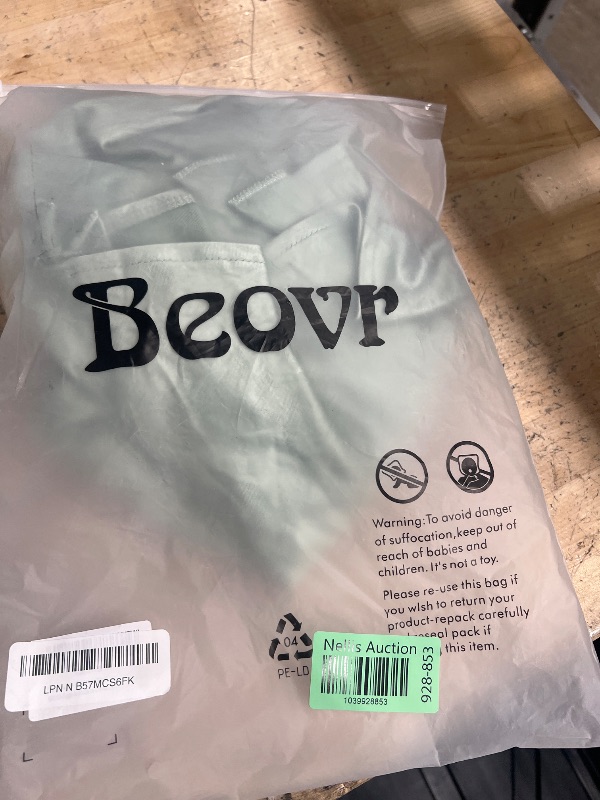 Beovr
Warning:To avoid danger
of suffocation,keep out of
reach of babies and
children. It's not a toy.
Please re-use this bag if
you wish to return your
product-repack carefully
pack if
this item.
04
PE-LD
LPN N B57MCS6FK
Nellis Auction
1039928853
928-853